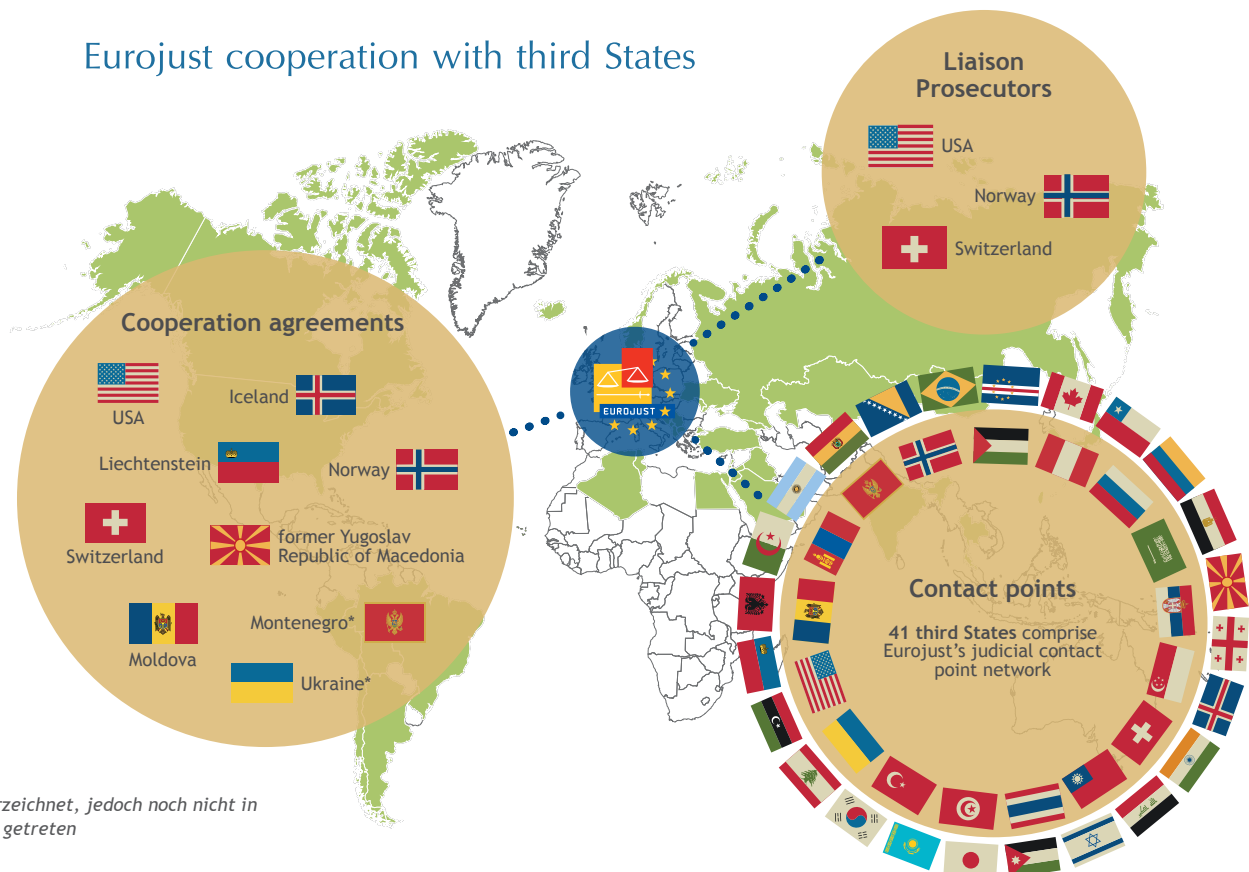 Eurojust cooperation with third States
Liaison
Prosecutors
USA
Norway
Switzerland
Cooperation agreements
USA
Iceland
Liechtenstein
Norway
Switzerland
former Yugoslav
Republic of Macedonia
Moldova
Montenegro*
Ukraine*
EUROJUST
Contact points
41 third States comprise
Eurojust's judicial contact
point network
rzeichnet, jedoch noch nicht in
getreten